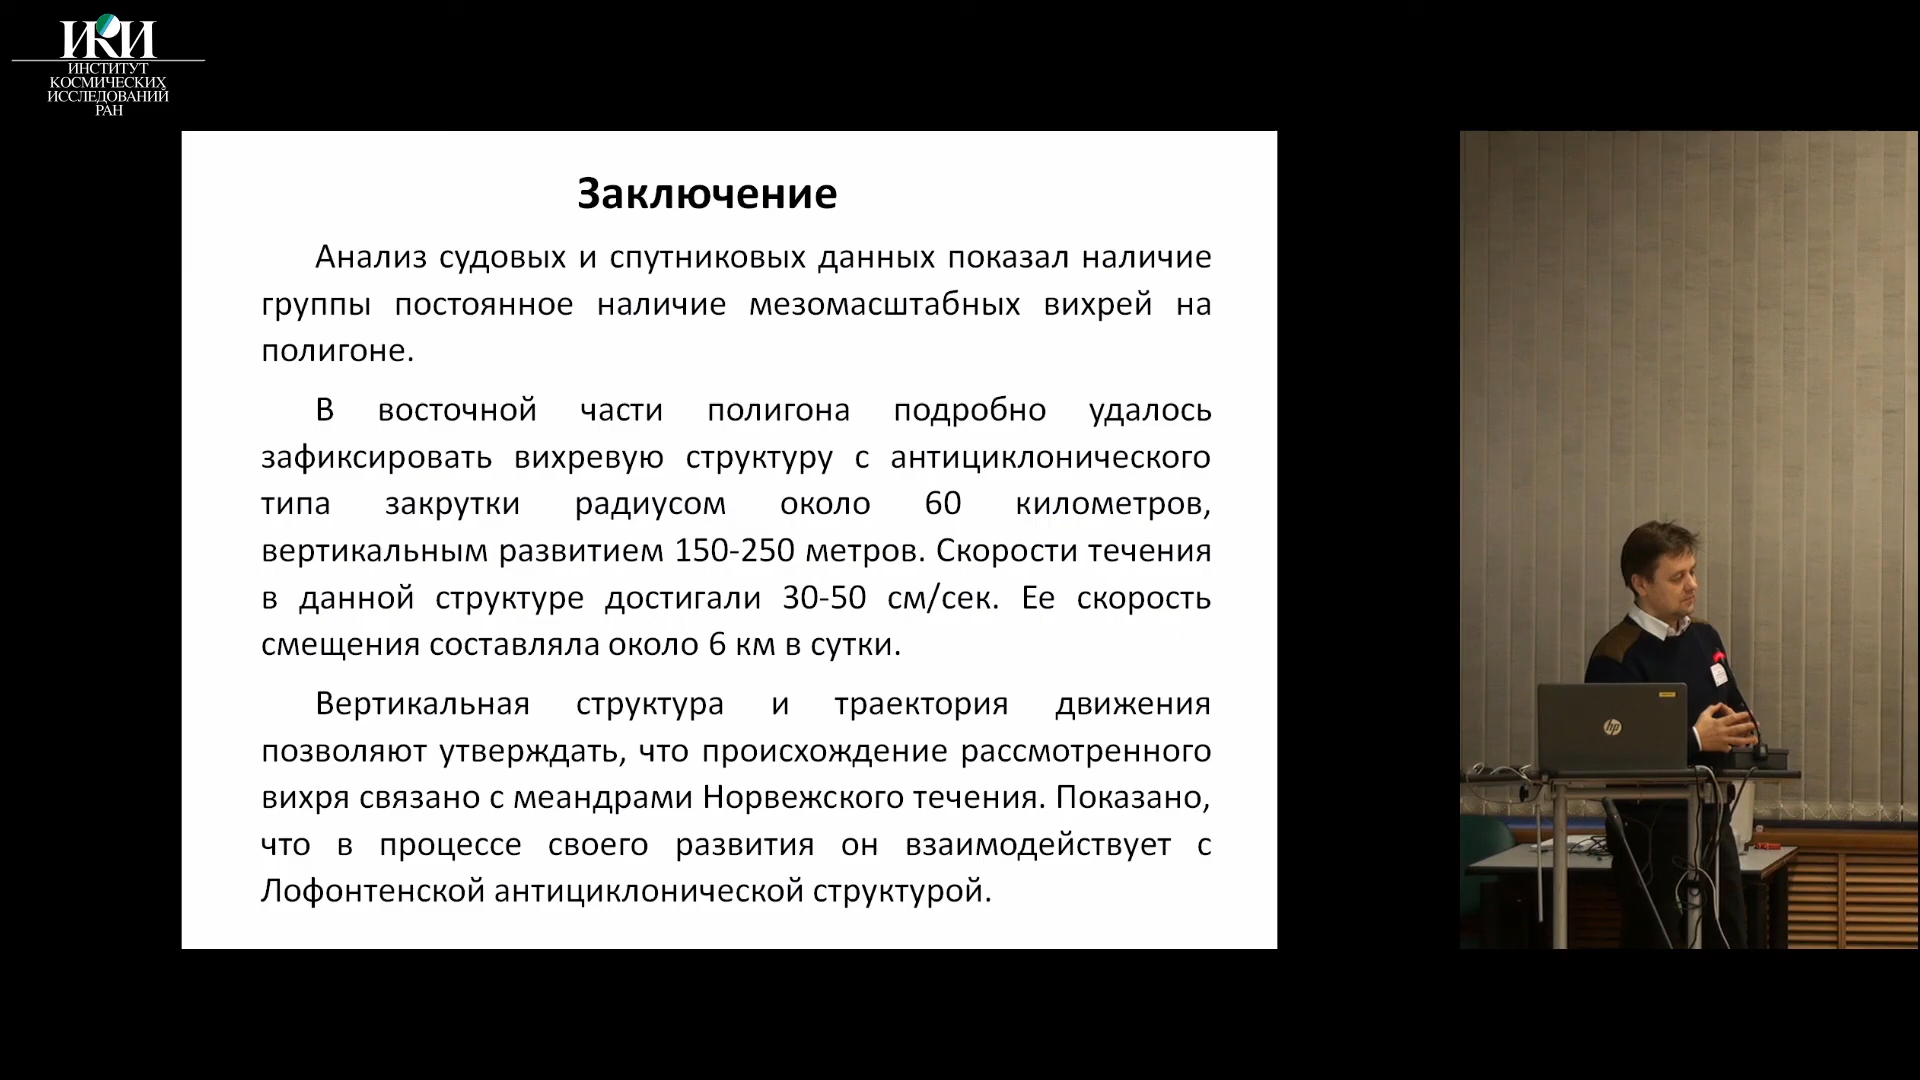 ИКИ
ИНСТИТУТ
КОСМИЧЕСКИХ
ИССЛЕДОВАНИЙ
РАН
Заключение
Анализ судовых и спутниковых данных показал наличие
группы постоянное наличие мезомасштабных вихрей на
полигоне.
В восточной части полигона подробно удалось
зафиксировать вихревую структуру с антициклонического
типа закрутки радиусом около 60 километров,
вертикальным развитием 150-250 метров. Скорости течения
в данной структуре достигали 30-50 см/сек. Ее скорость
смещения составляла около 6 км в сутки.
Вертикальная структура и траектория движения
позволяют утверждать, что происхождение рассмотренного
вихря связано с меандрами Норвежского течения. Показано,
что в процессе своего развития он взаимодействует с
Лофонтенской антициклонической структурой.
hp